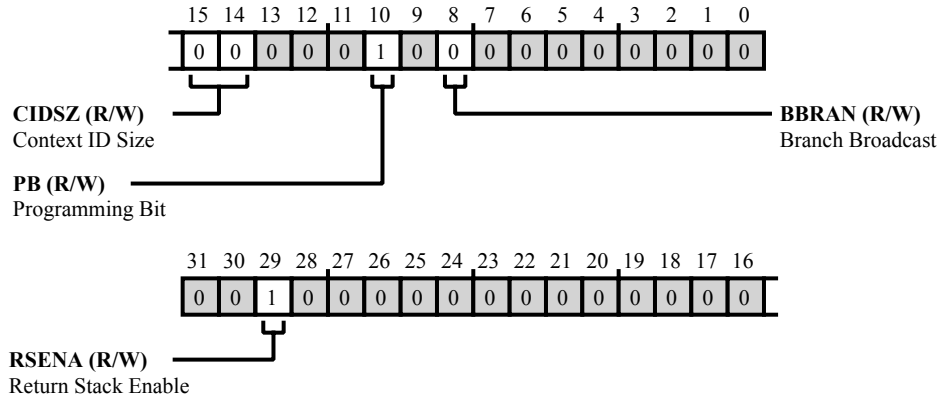 15 14 13 12 11 10 9 8 7 6 5 4 3 2 1 0
0 0 0 0 0 1 0 0 0 0 0 0 0 0 0 0
CIDSZ (R/W)
Context ID Size
BBRAN (R/W)
Branch Broadcast
PB (R/W)
Programming Bit
31 30 29 28 27 26 25 24 23 22 21 20 19 18 17 16
0 0 1 0 0 0 0 0 0 0 0 0 0 0 0 0
RSENA (R/W)
Return Stack Enable